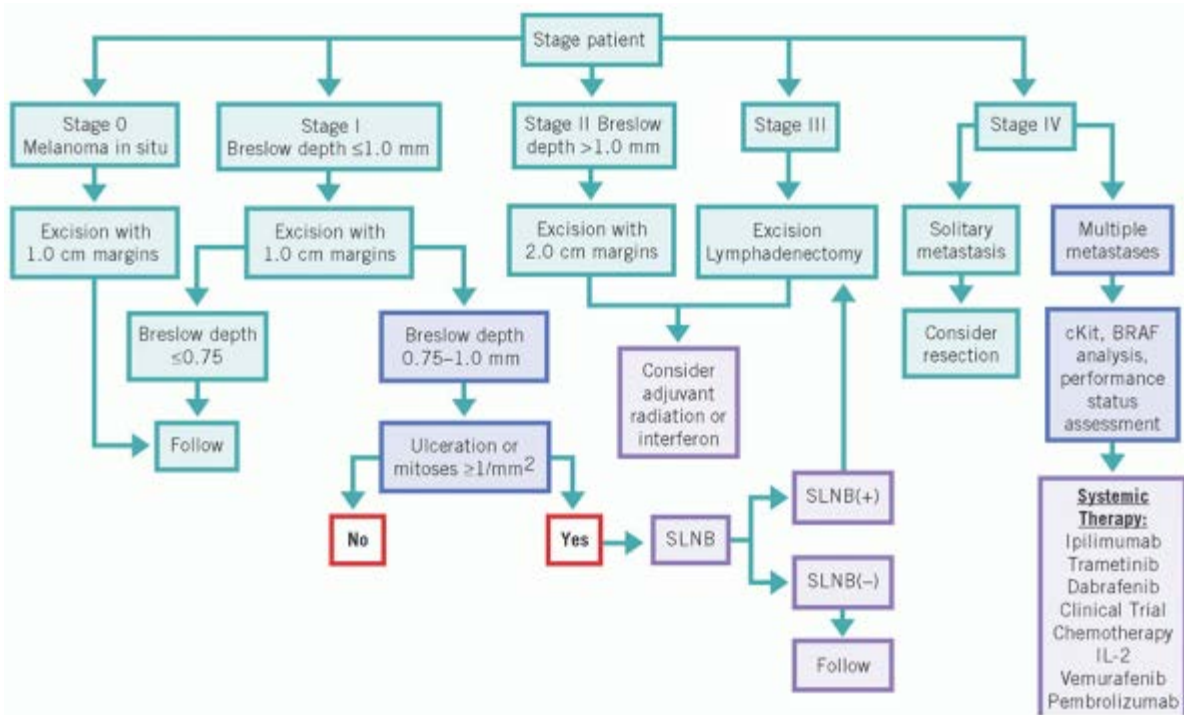 Stage patient
Stage 0
Melanoma in situ
Stage I
Breslow depth ≤1.0 mm
Stage II Breslow
depth >1.0 mm
Stage III
Stage IV
Excision with
1.0 cm margins
Excision with
1.0 cm margins
Excision with
2.0 cm margins
Excision
Lymphadenectomy
Solitary
metastasis
Multiple
metastases
Breslow depth
≤0.75
Breslow depth
0.75–1.0 mm
Consider
adjuvant
radiation or
interferon
Consider
resection
cKit, BRAF
analysis,
performance
status
assessment
Follow
Ulceration or
mitoses ≥1/mm2
No
Yes
SLNB
SLNB(+)
SLNB(–)
Follow
Systemic
Therapy:
Ipilimumab
Trametinib
Dabrafenib
Clinical Trial
Chemotherapy
IL-2
Vemurafenib
Pembrolizumab